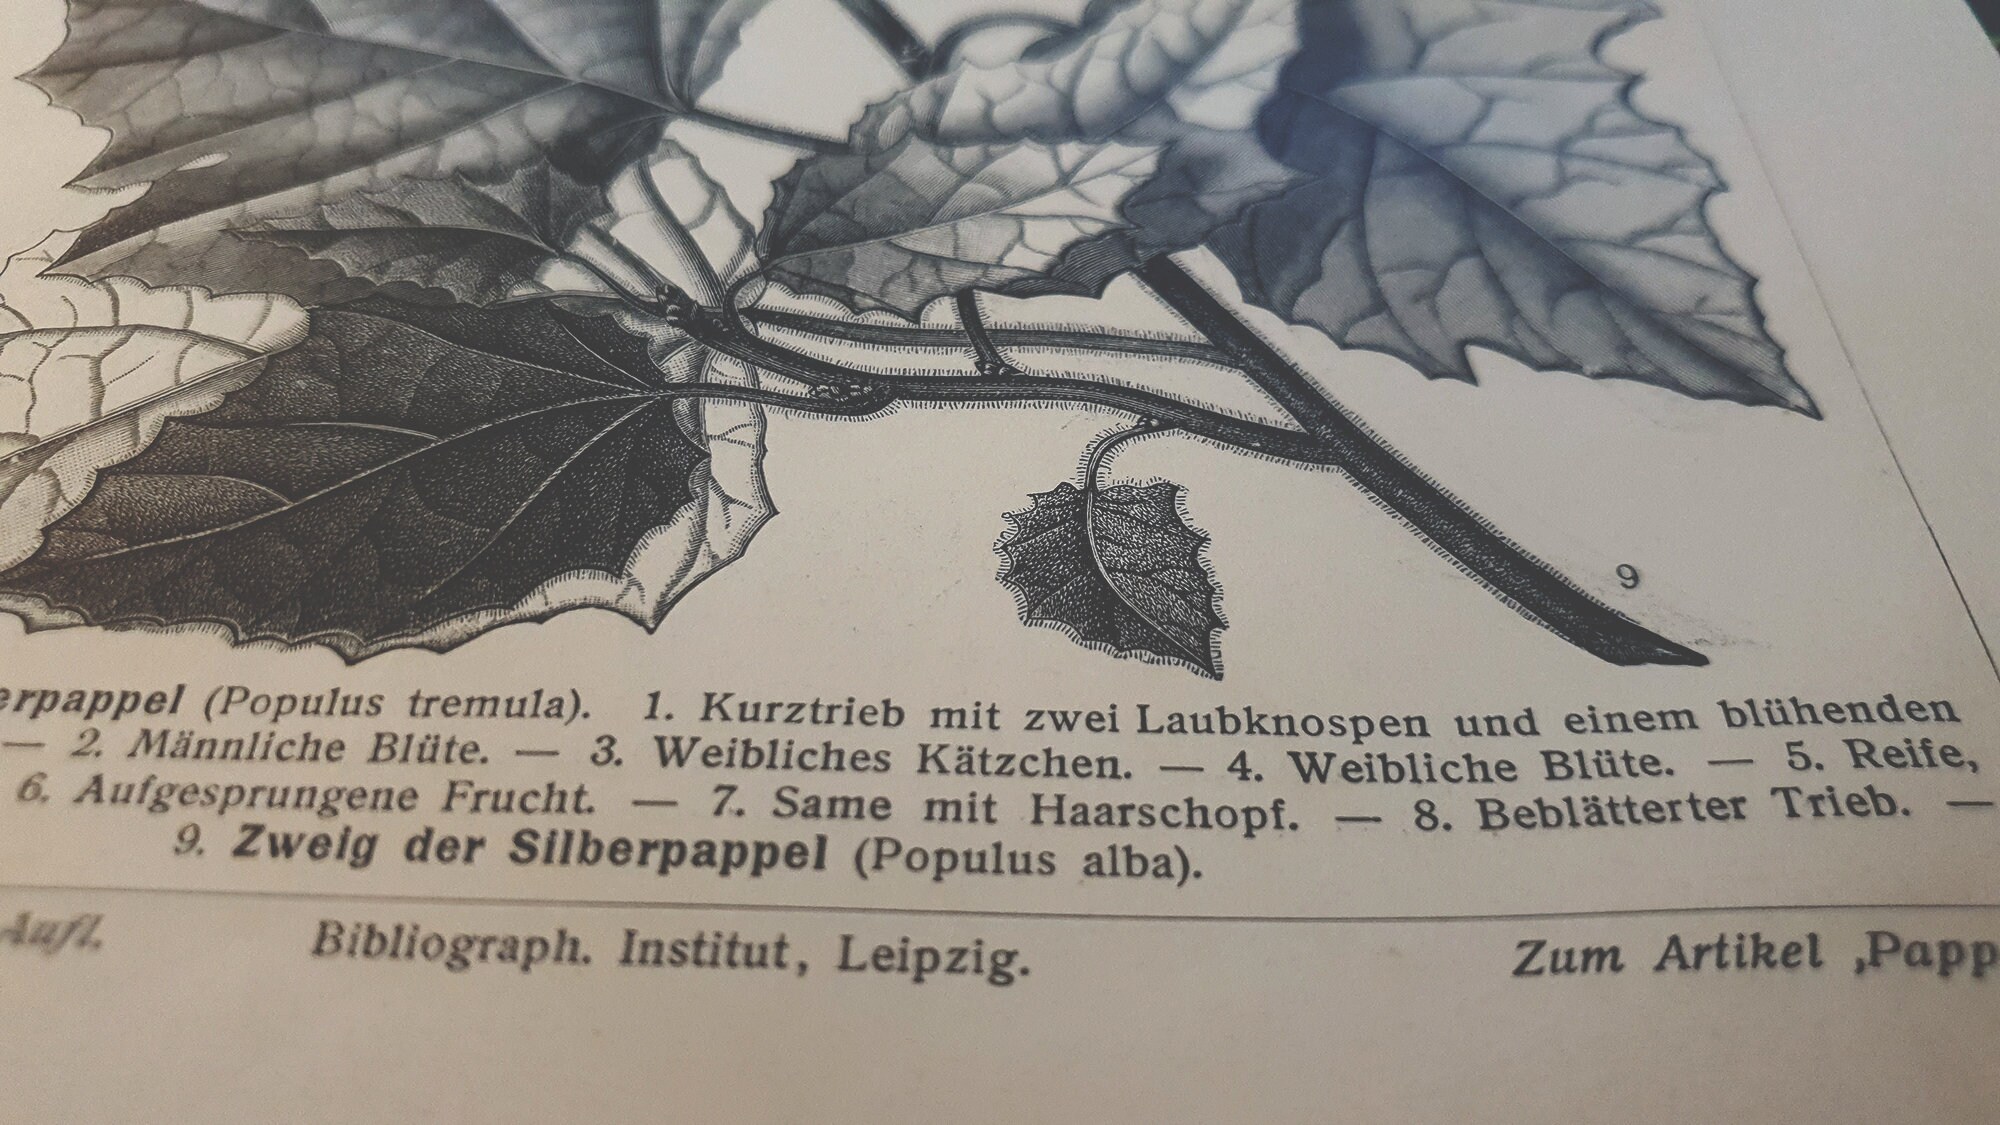 9
erpappel (Populus tremula). 1. Kurztrieb mit zwei Laubknospen und einem blühenden
— 2. Männliche Blüte. — 3. Weibliches Kätzchen. — 4. Weibliche Blüte. — 5. Reife,
6. Aufgesprungene Frucht. — 7. Same mit Haarschopf. — 8. Beblätterter Trieb. —
9. Zweig der Silberpappel (Populus alba).
Aufl. Bibliograph. Institut, Leipzig. Zum Artikel ‚Papp